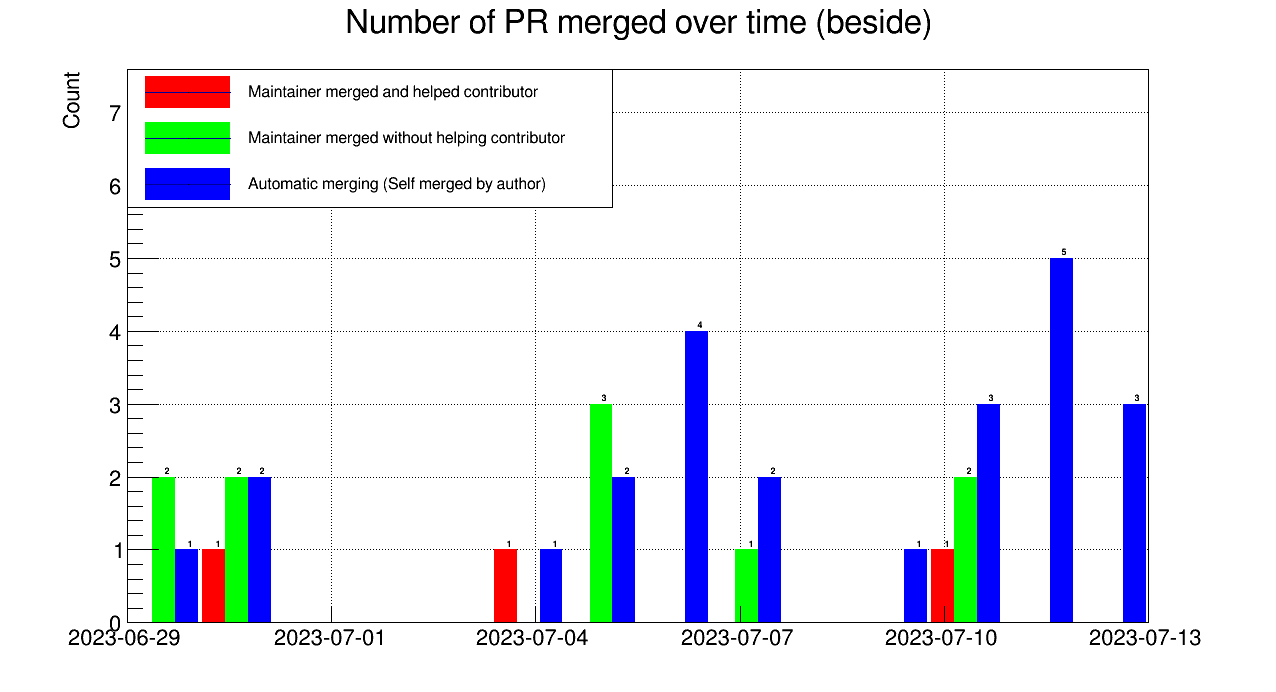 Number of PR merged over time (beside)
Count
Maintainer merged and helped contributor
Maintainer merged without helping contributor
Automatic merging (Self merged by author)
7
6
5
4
3
2
1
0
2 1 1 2 2 1 1 3 2 4 1 2 1 1 2 3 5 3
2023-06-29 2023-07-01 2023-07-04 2023-07-07 2023-07-10 2023-07-13